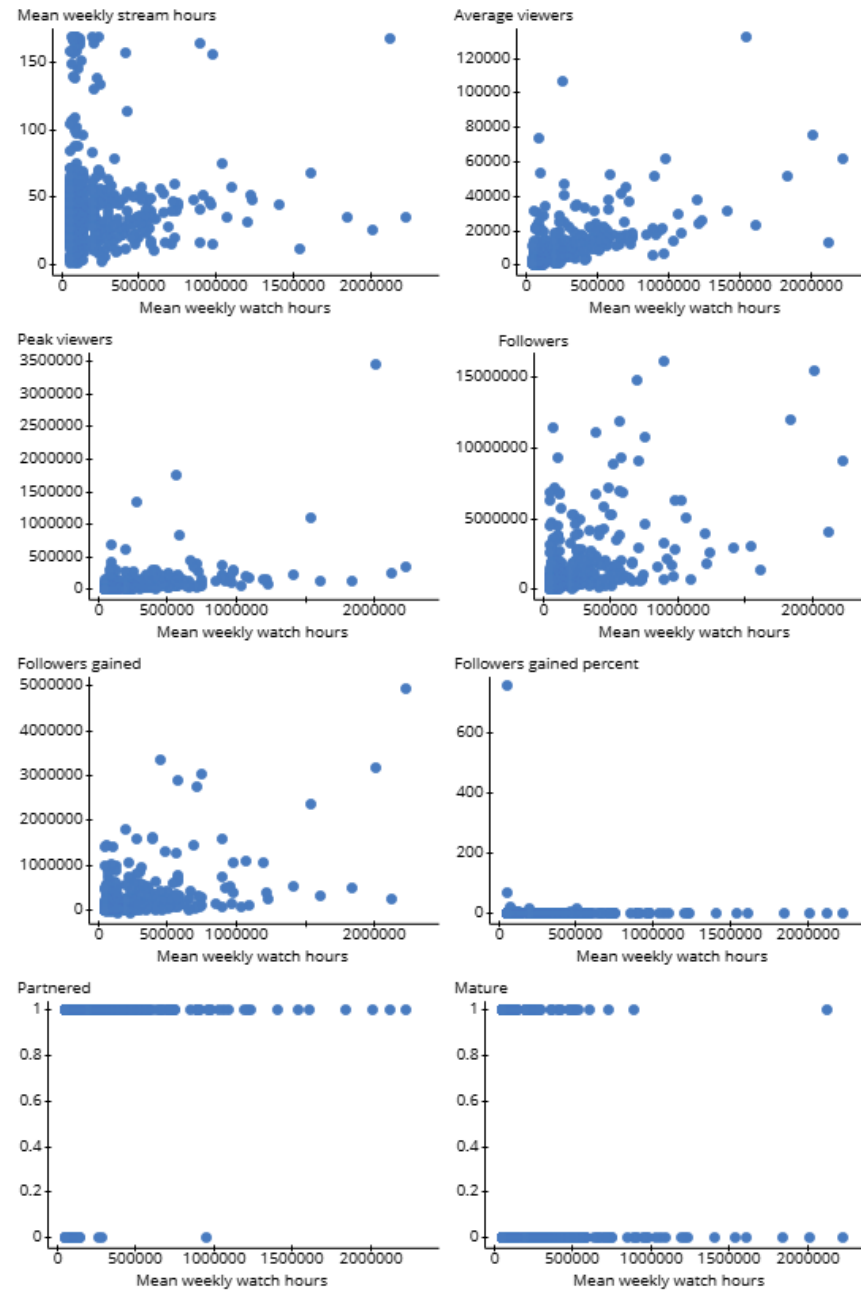 Mean weekly stream hours
150
100
50
0
0 500000 1000000 1500000 2000000
Mean weekly watch hours
Average viewers
120000
100000
80000
60000
40000
20000
0
0 500000 1000000 1500000 2000000
Mean weekly watch hours
Peak viewers
3500000
3000000
2500000
2000000
1500000
1000000
500000
0
0 500000 1000000 2000000
Mean weekly watch hours
Followers
15000000
10000000
5000000
0
0 500000 1000000 2000000
Mean weekly watch hours
Followers gained
5000000
4000000
3000000
2000000
1000000
0
0 500000 1000000 2000000
Mean weekly watch hours
Followers gained percent
600
400
200
0
0 500000 1000000 1500000 2000000
Mean weekly watch hours
Partnered
1
0.8
0.6
0.4
0.2
0
0 500000 1000000 1500000 2000000
Mean weekly watch hours
Mature
1
0.8
0.6
0.4
0.2
0
0 500000 1000000 1500000 2000000
Mean weekly watch hours